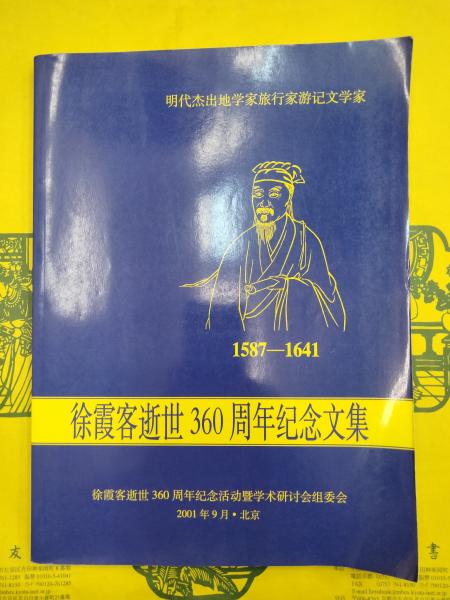 明代杰出地学家旅行家游记文学家
1587—1641
徐霞客逝世360周年纪念文集
徐霞客逝世360周年纪念活动暨学术研讨会组委会
2001年9月·北京
友
書